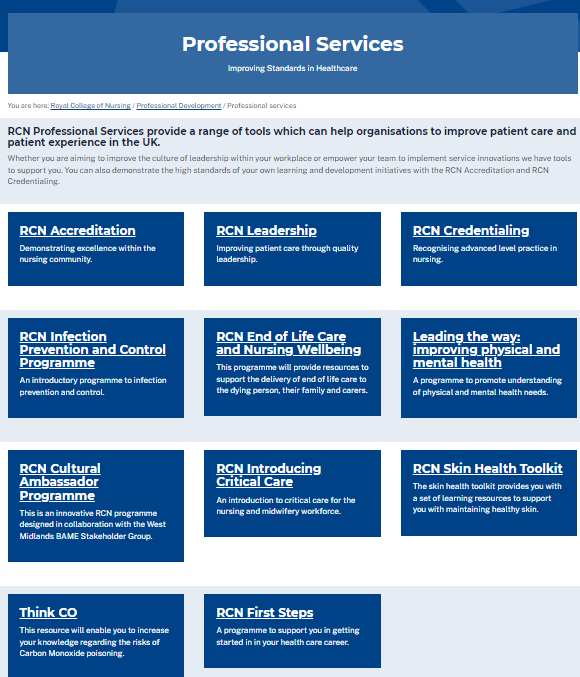 Professional Services
Improving Standards in Healthcare
You are here: Royal College of Nursing / Professional Development / Professional services
RCN Professional Services provide a range of tools which can help organisations to improve patient care and
patient experience in the UK.
Whether you are aiming to improve the culture of leadership within your workplace or empower your team to implement service innovations we have tools
to support you. You can also demonstrate the high standards of your own learning and development initiatives with the RCN Accreditation and RCN
Credentialing.
RCN Accreditation
Demonstrating excellence within the
nursing community.
RCN Leadership
Improving patient care through quality
leadership.
RCN Credentialing
Recognising advanced level practice in
nursing.
RCN Infection
Prevention and Control
Programme
An introductory programme to infection
prevention and control.
RCN End of Life Care
and Nursing Wellbeing
This programme will provide resources to
support the delivery of end of life care to
the dying person, their family and carers.
Leading the way:
improving physical and
mental health
A programme to promote understanding
of physical and mental health needs.
RCN Cultural
Ambassador
Programme
This is an innovative RCN programme
designed in collaboration with the West
Midlands BAME Stakeholder Group.
RCN Introducing
Critical Care
An introduction to critical care for the
nursing and midwifery workforce.
RCN Skin Health Toolkit
The skin health toolkit provides you with
a set of learning resources to support
you with maintaining healthy skin.
Think CO
This resource will enable you to increase
your knowledge regarding the risks of
Carbon Monoxide poisoning.
RCN First Steps
A programme to support you in getting
started in in your health care career.